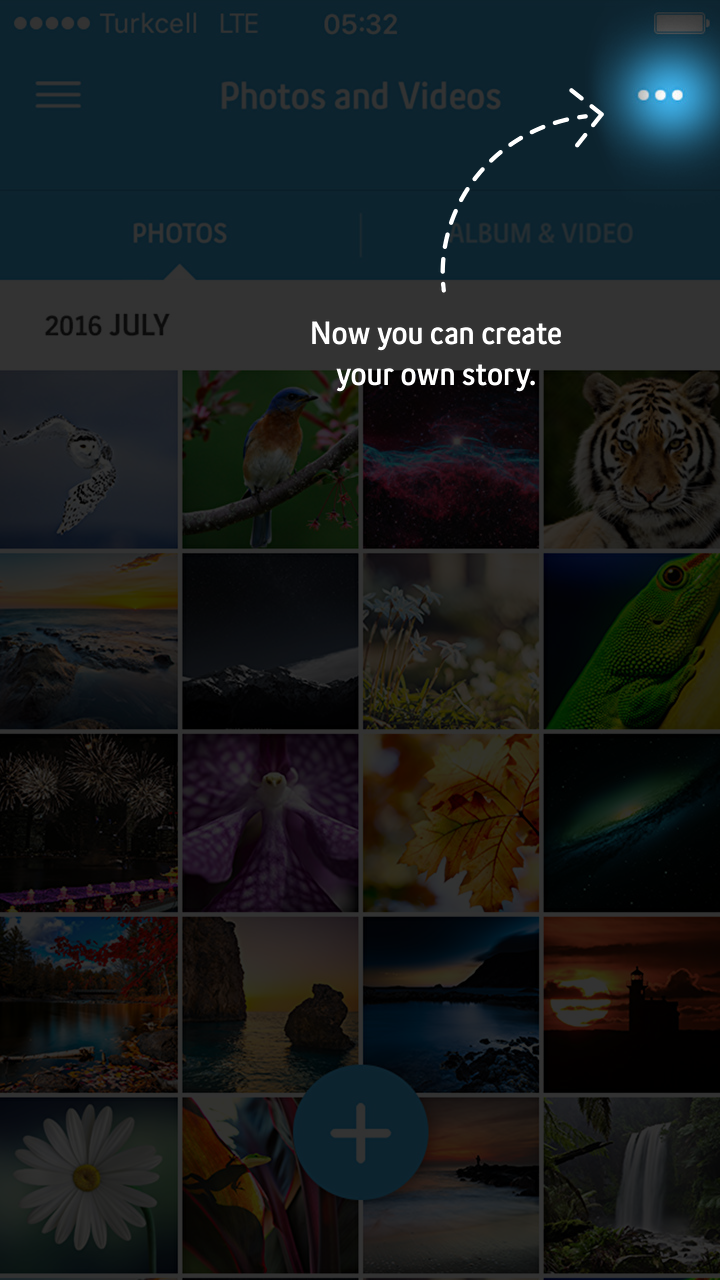 Turkcell LTE 05:32
Photos and Videos
PHOTOS
ALBUM & VIDEO
2016 JULY
Now you can create
your own story.